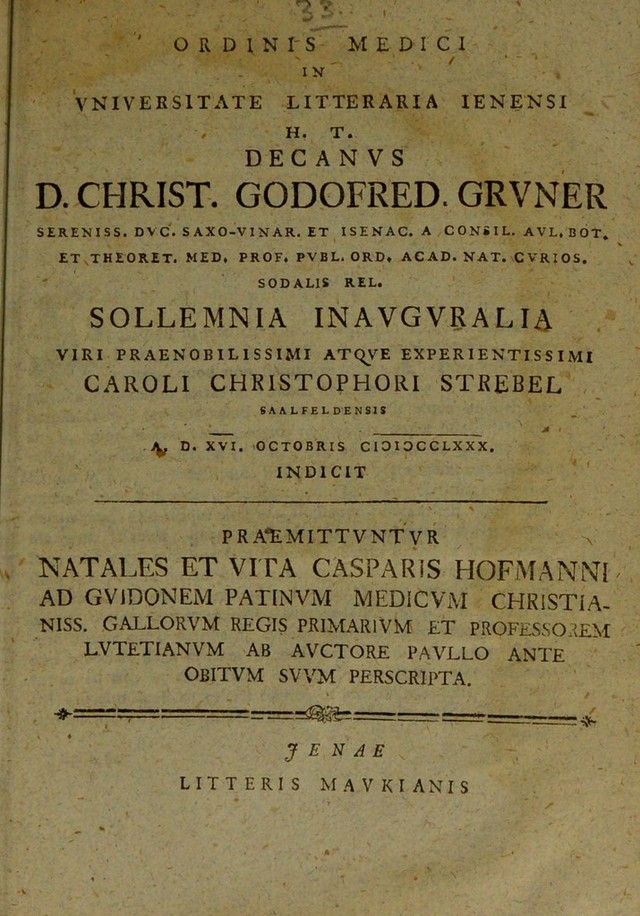 33.
ORDINIS MEDICI
IN
VNIVERSITATE LITTERARIA IENENSI
H. T.
DECANVS
D. CHRIST. GODOFRED. GRVNER
SERENISS. DVC. SAXO-VINAR. ET ISENAC. A CONSIL. AVL. BOT.
ET THEORET. MED. PROF. PVBL. ORD. ACAD. NAT. CVRIOS.
SODALIS REL.
SOLLEMNIA INAVGVRALIA
VIRI PRAENOBILISSIMI ATQVE EXPERIENTISSIMI
CAROLI CHRISTOPHORI STREBEL
SAALFELDENSIS
A. D. XVI. OCTOBRIS CIƆIƆCCLXXX.
INDICIT
PRAEMITTVNTVR
NATALES ET VITA CASPARIS HOFMANNI
AD GVIDONEM PATINVM MEDICVM CHRISTIA-
NISS. GALLORVM REGIS PRIMARIVM ET PROFESSOREM
LVTETIANVM AB AVCTORE PAVLLO ANTE
OBITVM SVVM PERSCRIPTA.
JENAE
LITTERIS MAVKIANIS